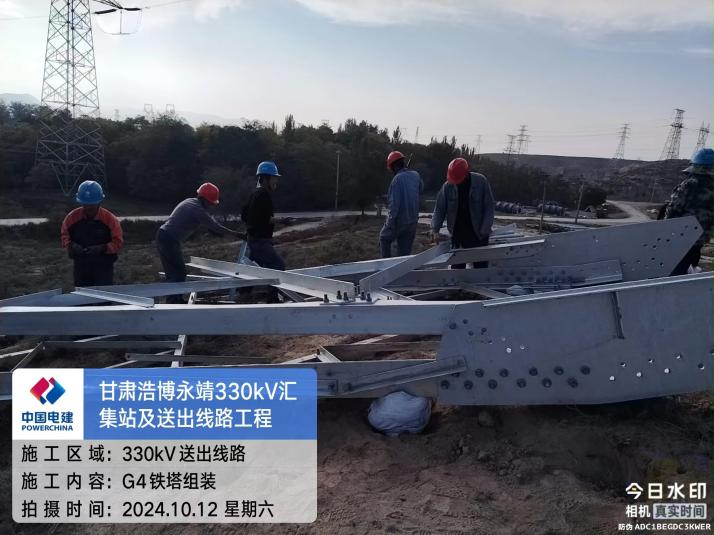 甘肃浩博永靖330kV汇
集站及送出线路工程
中国电建
POWERCHINA
施工区域：330kV送出线路
施工内容：G4铁塔组装
拍摄时间：2024.10.12 星期六
今日水印
相机 真实时间
防伪 ADC1BEGDC3KWER